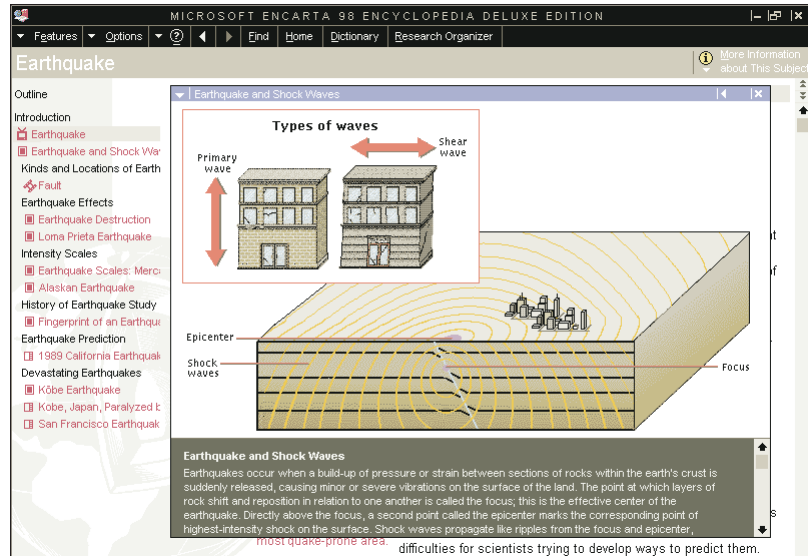 MICROSOFT ENCARTA 98 ENCYCLOPEDIA DELUXE EDITION
Features Options Find Home Dictionary Research Organizer
Earthquake
More Information
about This Subject
Outline
Introduction
Earthquake
Earthquake and Shock Wav
Kinds and Locations of Earth
Fault
Earthquake Effects
Earthquake Destruction
Loma Prieta Earthquake
Intensity Scales
Earthquake Scales: Merca
Alaskan Earthquake
History of Earthquake Study
Fingerprint of an Earthqua
Earthquake Prediction
1989 California Earthquak
Devastating Earthquakes
Kōbe Earthquake
Kobe, Japan, Paralyzed b
San Francisco Earthquak
Earthquake and Shock Waves
Types of waves
Primary
wave
Shear
wave
Epicenter
Shock
waves
Focus
Earthquake and Shock Waves
Earthquakes occur when a build-up of pressure or strain between sections of rocks within the earth's crust is
suddenly released, causing minor or severe vibrations on the surface of the land. The point at which layers of
rock shift and reposition in relation to one another is called the focus; this is the effective center of the
earthquake. Directly above the focus, a second point called the epicenter marks the corresponding point of
highest-intensity shock on the surface. Shock waves propagate like ripples from the focus and epicenter,
most quake-prone area.
difficulties for scientists trying to develop ways to predict them.